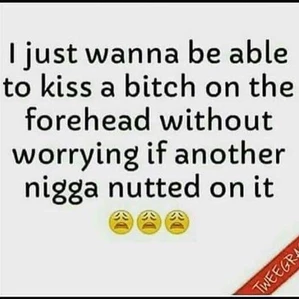 I just wanna be able
to kiss a bitch on the
forehead without
worrying if another
nigga nutted on it
😩😩😩